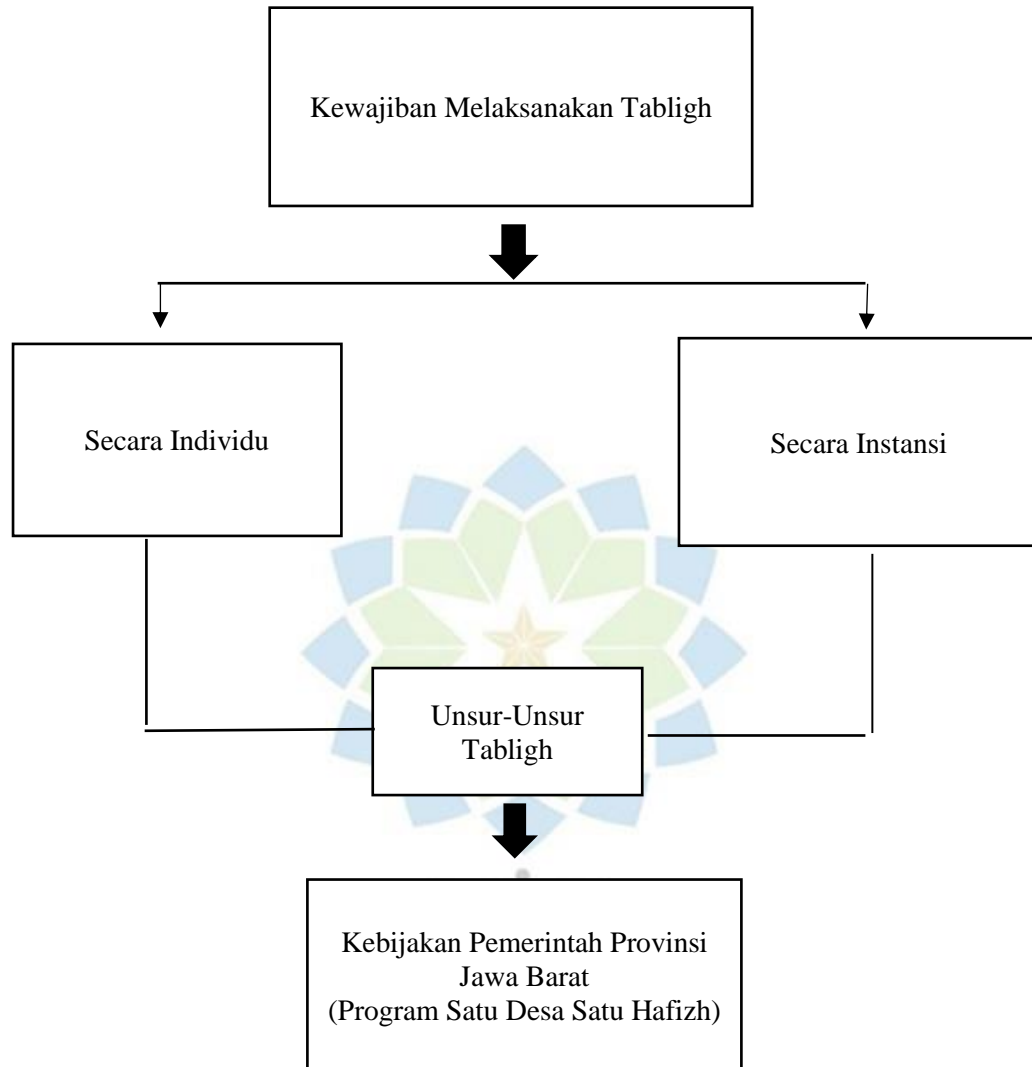 Kewajiban Melaksanakan Tabligh
Secara Individu
Secara Instansi
Unsur-Unsur
Tabligh
Kebijakan Pemerintah Provinsi
Jawa Barat
(Program Satu Desa Satu Hafizh)